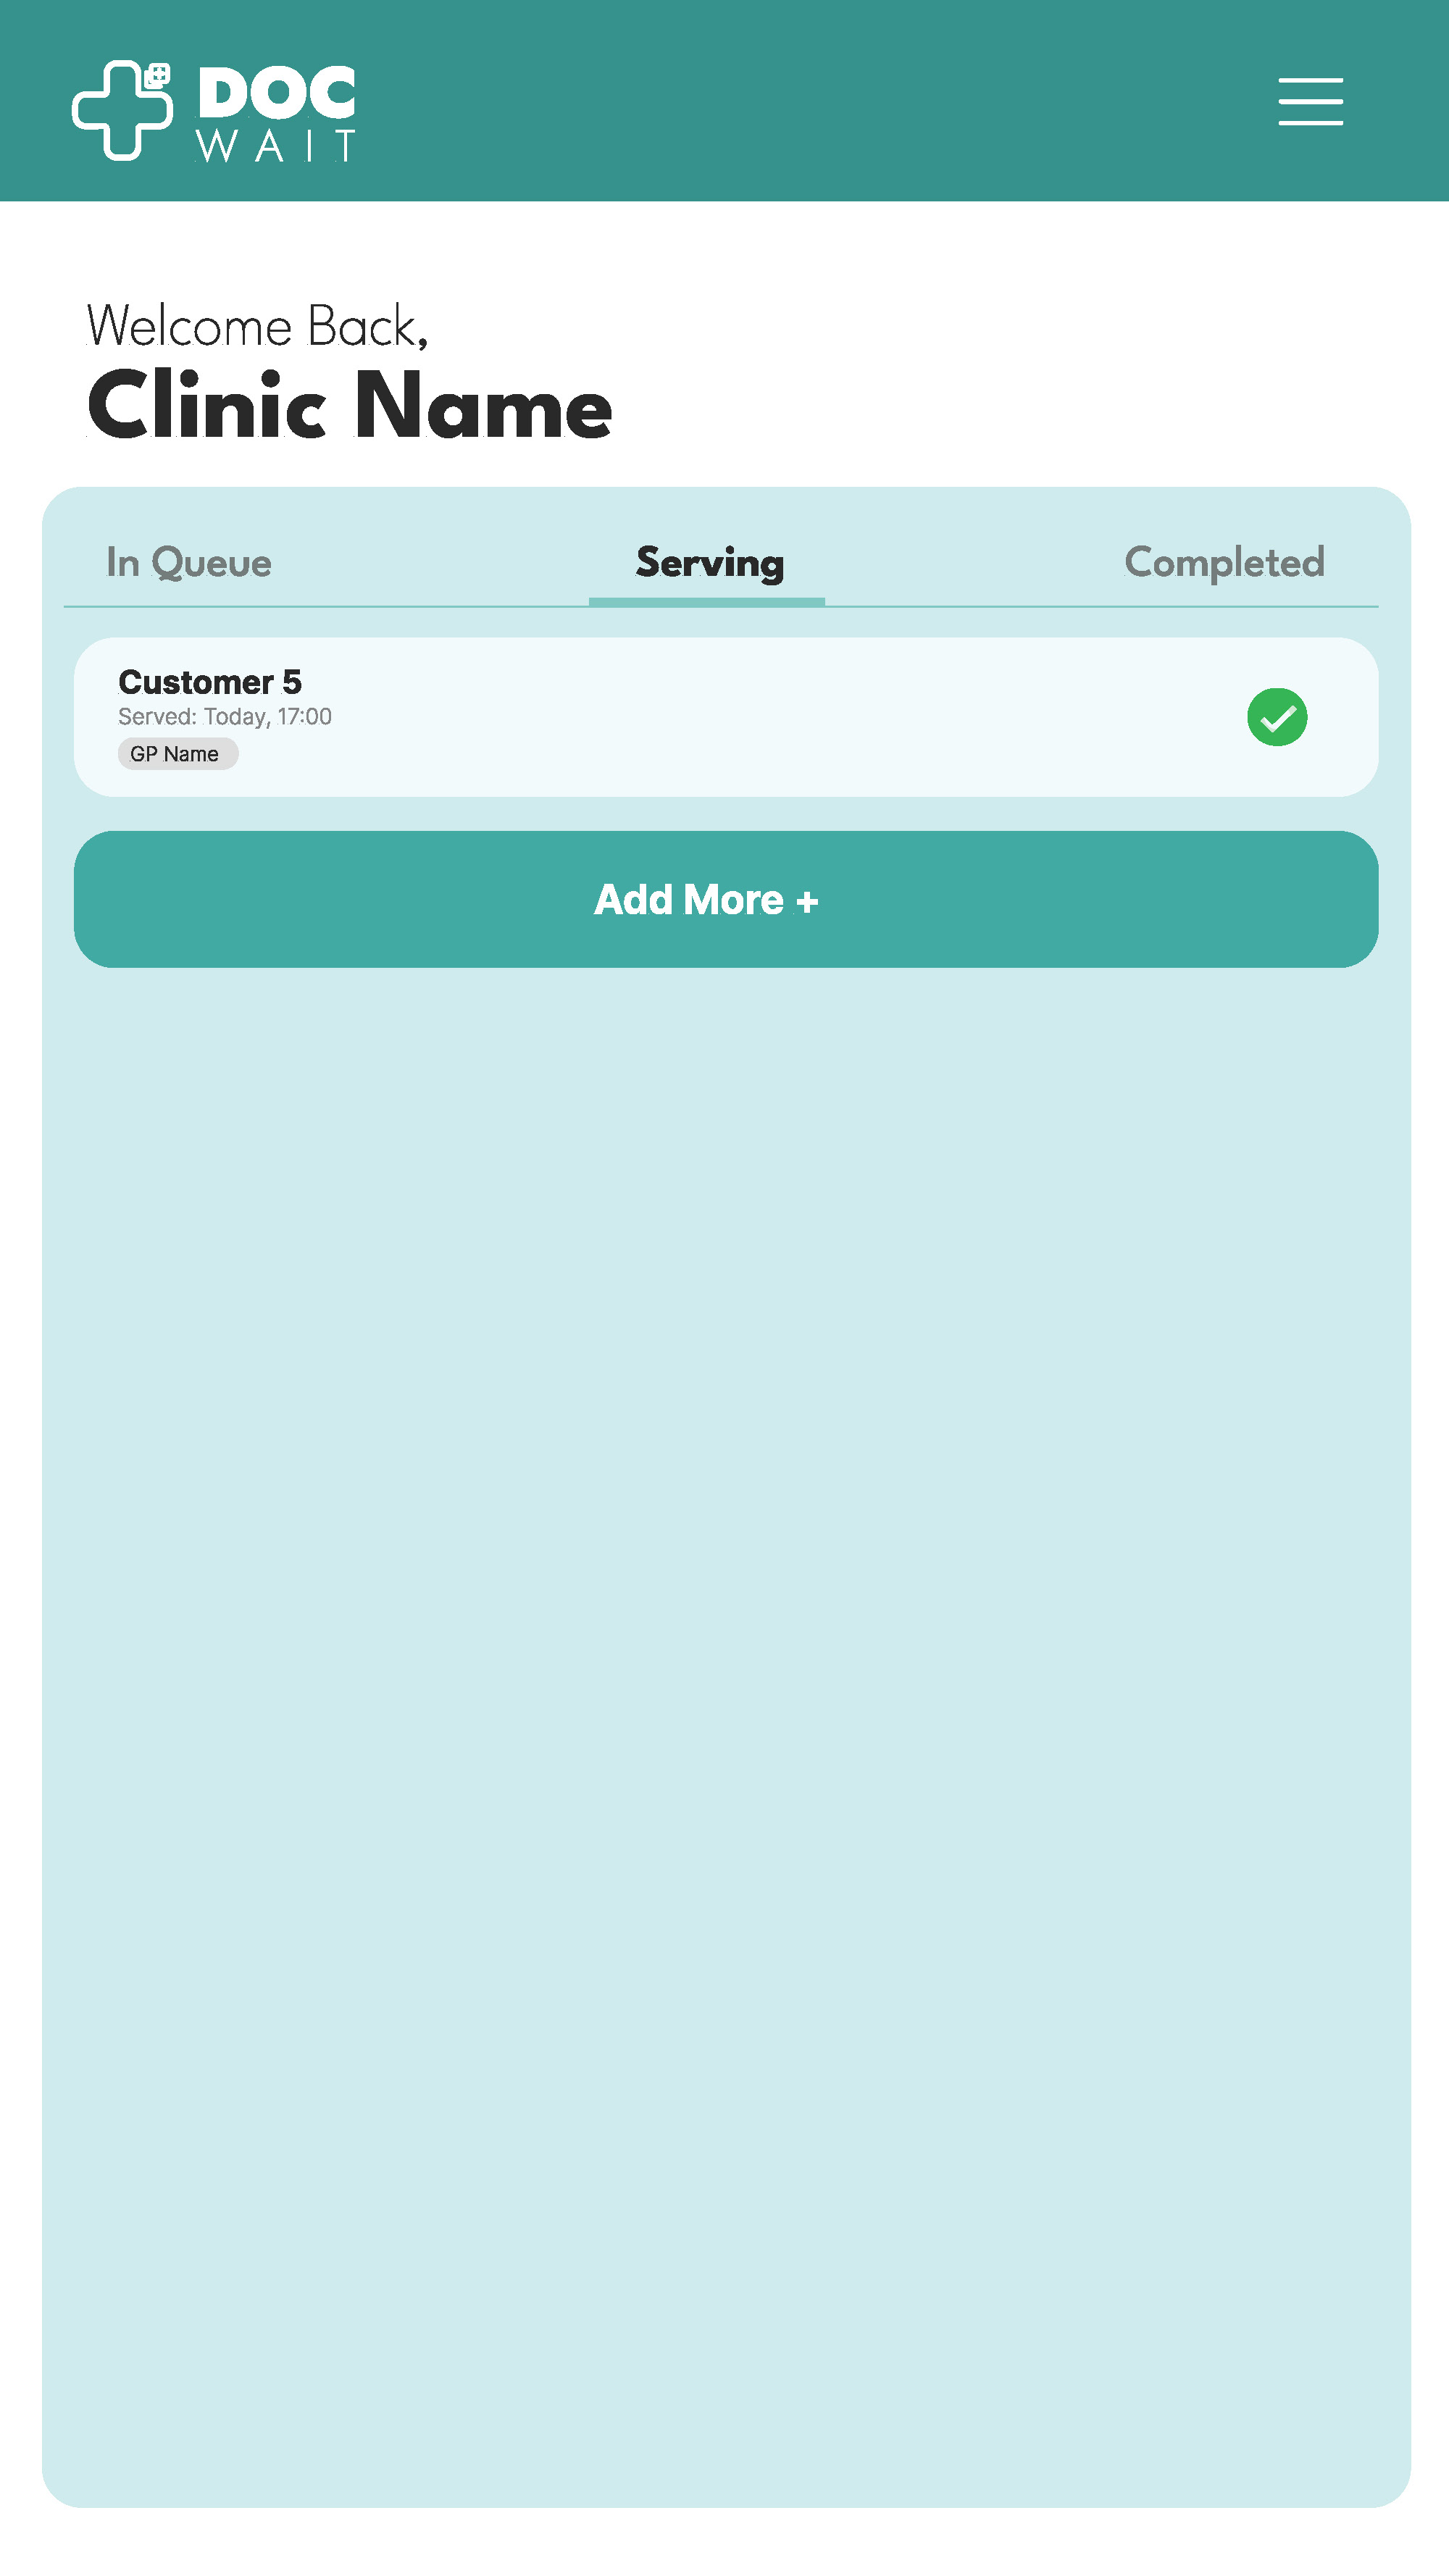 DOC
WAIT
Welcome Back,
Clinic Name
In Queue
Serving
Completed
Customer 5
Served: Today, 17:00
GP Name
Add More +